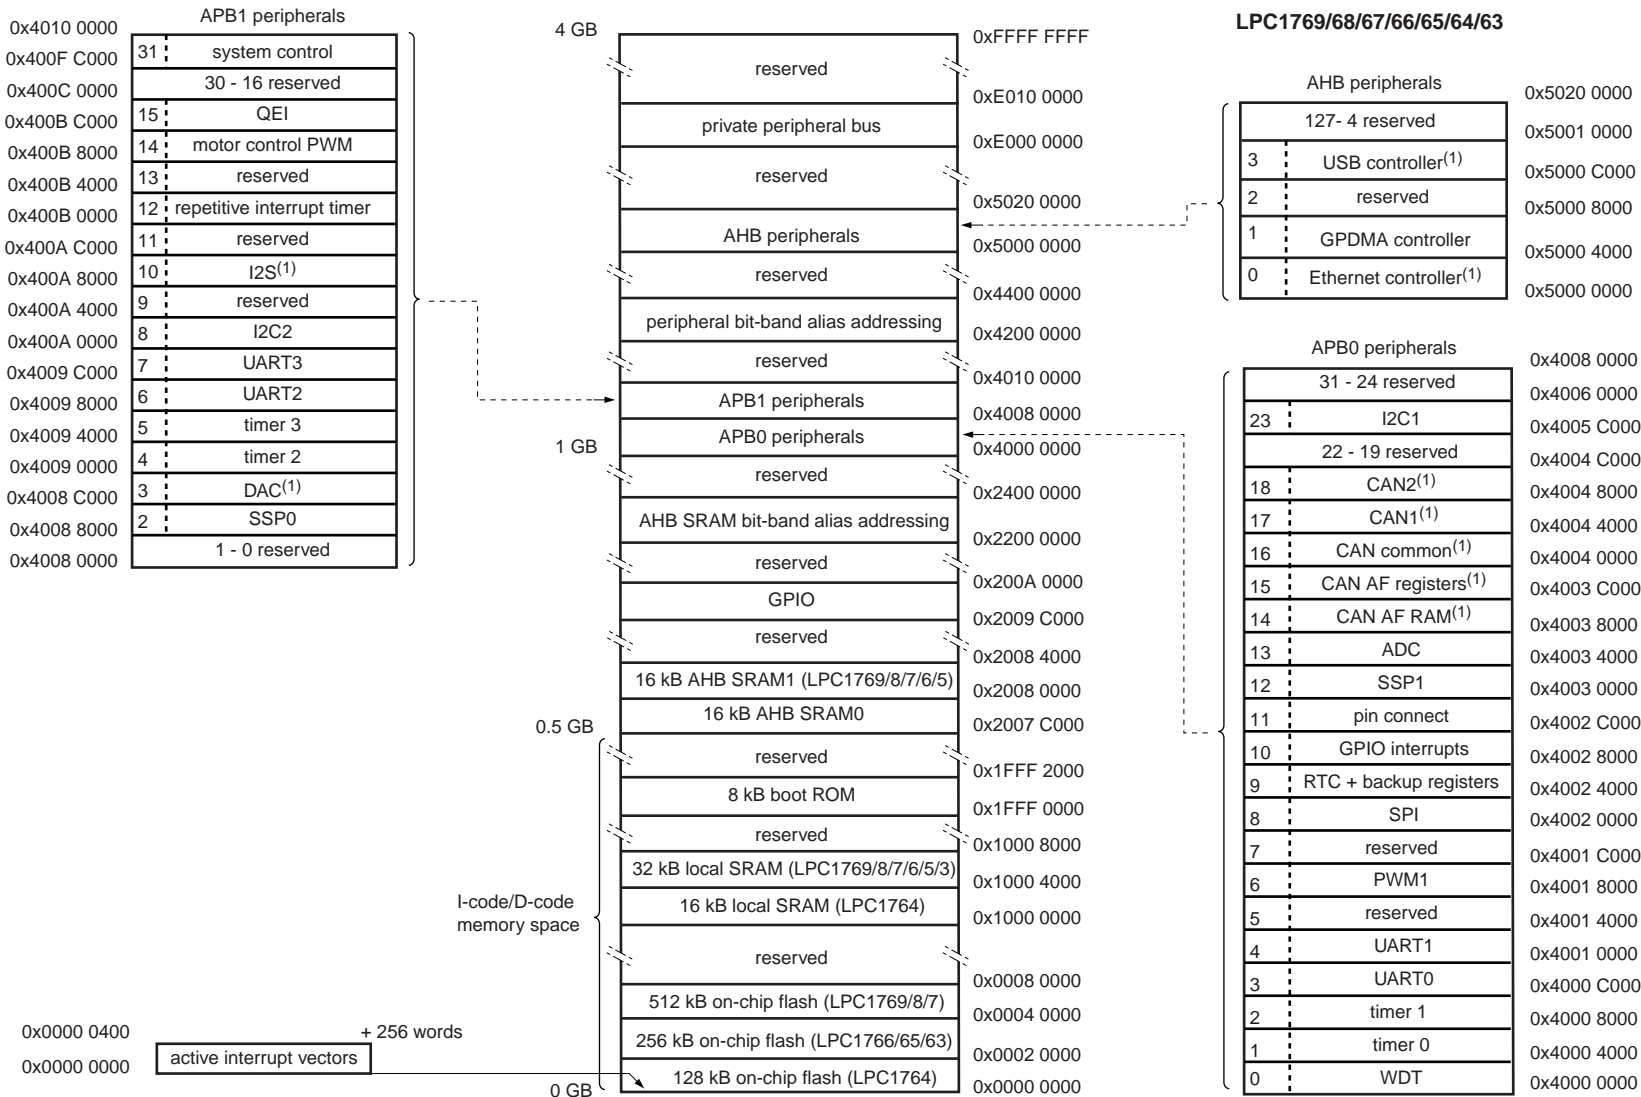 LPC1769/68/67/66/65/64/63
APB1 peripherals
0x4010 0000
31 system control
0x400F C000
30 - 16 reserved
0x400C 0000
15 QEI
0x400B C000
14 motor control PWM
0x400B 8000
13 reserved
0x400B 4000
12 repetitive interrupt timer
0x400B 0000
11 reserved
0x400A C000
10 I2S(1)
0x400A 8000
9 reserved
0x400A 4000
8 I2C2
0x400A 0000
7 UART3
0x4009 C000
6 UART2
0x4009 8000
5 timer 3
0x4009 4000
4 timer 2
0x4009 0000
3 DAC(1)
0x4008 C000
2 SSP0
0x4008 8000
1 - 0 reserved
0x4008 0000
0x0000 0400
+ 256 words
active interrupt vectors
0x0000 0000
4 GB
0xFFFF FFFF
reserved
0xE010 0000
private peripheral bus
0xE000 0000
reserved
0x5020 0000
AHB peripherals
0x5000 0000
reserved
0x4400 0000
peripheral bit-band alias addressing
0x4200 0000
reserved
0x4010 0000
APB1 peripherals
0x4008 0000
APB0 peripherals
1 GB
0x4000 0000
reserved
0x2400 0000
AHB SRAM bit-band alias addressing
0x2200 0000
reserved
0x200A 0000
GPIO
0x2009 C000
reserved
0x2008 4000
16 kB AHB SRAM1 (LPC1769/8/7/6/5)
0x2008 0000
16 kB AHB SRAM0
0x2007 C000
0.5 GB
reserved
0x1FFF 2000
8 kB boot ROM
0x1FFF 0000
reserved
0x1000 8000
32 kB local SRAM (LPC1769/8/7/6/5/3)
0x1000 4000
16 kB local SRAM (LPC1764)
0x1000 0000
I-code/D-code
memory space
reserved
0x0008 0000
512 kB on-chip flash (LPC1769/8/7)
0x0004 0000
256 kB on-chip flash (LPC1766/65/63)
0x0002 0000
128 kB on-chip flash (LPC1764)
0x0000 0000
0 GB
AHB peripherals
0x5020 0000
127- 4 reserved
0x5001 0000
3 USB controller(1)
0x5000 C000
2 reserved
0x5000 8000
1 GPDMA controller
0x5000 4000
0 Ethernet controller(1)
0x5000 0000
APB0 peripherals
0x4008 0000
31 - 24 reserved
0x4006 0000
23 I2C1
0x4005 C000
22 - 19 reserved
0x4004 C000
18 CAN2(1)
0x4004 8000
17 CAN1(1)
0x4004 4000
16 CAN common(1)
0x4004 0000
15 CAN AF registers(1)
0x4003 C000
14 CAN AF RAM(1)
0x4003 8000
13 ADC
0x4003 4000
12 SSP1
0x4003 0000
11 pin connect
0x4002 C000
10 GPIO interrupts
0x4002 8000
9 RTC + backup registers
0x4002 4000
8 SPI
0x4002 0000
7 reserved
0x4001 C000
6 PWM1
0x4001 8000
5 reserved
0x4001 4000
4 UART1
0x4001 0000
3 UART0
0x4000 C000
2 timer 1
0x4000 8000
1 timer 0
0x4000 4000
0 WDT
0x4000 0000